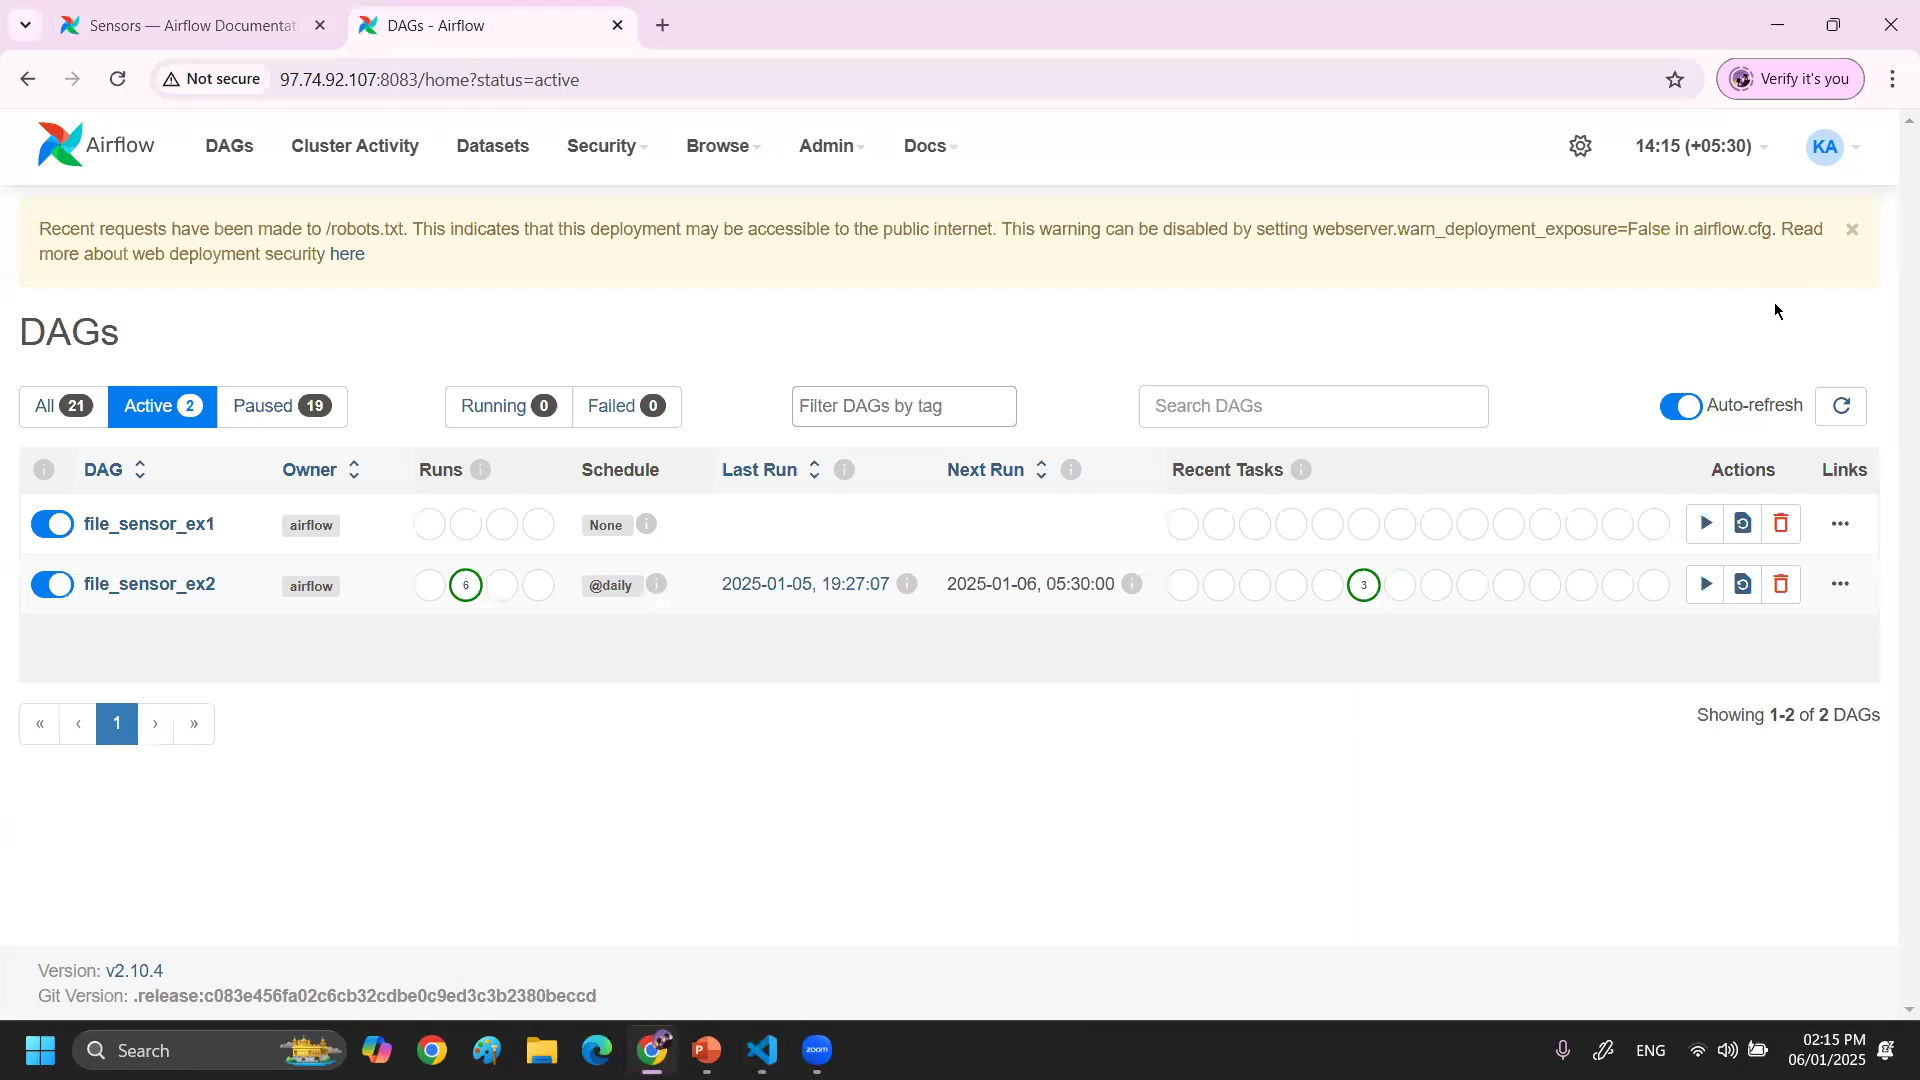 Sensors — Airflow Documentat
DAGs - Airflow
Not secure
97.74.92.107:8083/home?status=active
Verify it's you
Airflow
DAGs
Cluster Activity
Datasets
Security
Browse
Admin
Docs
14:15 (+05:30)
KA
Recent requests have been made to /robots.txt. This indicates that this deployment may be accessible to the public internet. This warning can be disabled by setting webserver.warn_deployment_exposure=False in airflow.cfg. Read
more about web deployment security here
×
DAGs
All 21
Active 2
Paused 19
Running 0
Failed 0
Filter DAGs by tag
Search DAGs
Auto-refresh
DAG
Owner
Runs
Schedule
Last Run
Next Run
Recent Tasks
Actions
Links
file_sensor_ex1
airflow
None
file_sensor_ex2
airflow
6
@daily
2025-01-05, 19:27:07
2025-01-06, 05:30:00
3
« ‹ 1 › »
Showing 1-2 of 2 DAGs
Version: v2.10.4
Git Version: .release:c083e456fa02c6cb32cdbe0c9ed3c3b2380beccd
Search
zoom
ENG
02:15 PM
06/01/2025